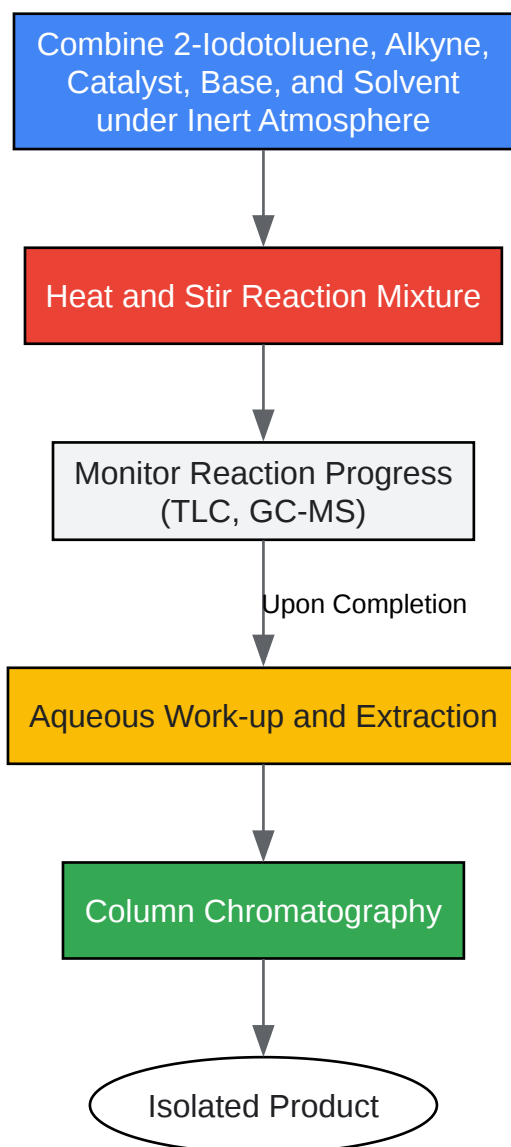 Combine 2-Iodotoluene, Alkyne,
Catalyst, Base, and Solvent
under Inert Atmosphere
Heat and Stir Reaction Mixture
Monitor Reaction Progress
(TLC, GC-MS)
Upon Completion
Aqueous Work-up and Extraction
Column Chromatography
Isolated Product